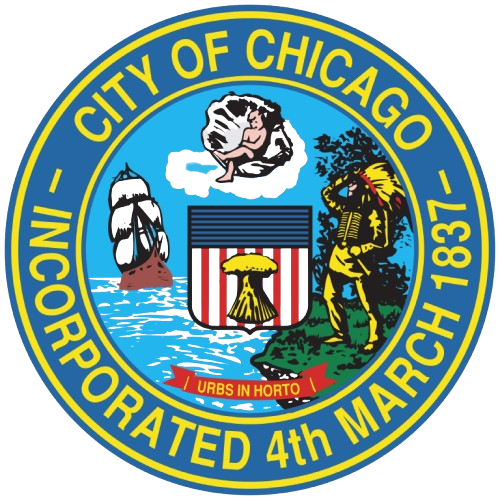 CITY OF CHICAGO
INCORPORATED 4th MARCH 1837
URBS IN HORTO